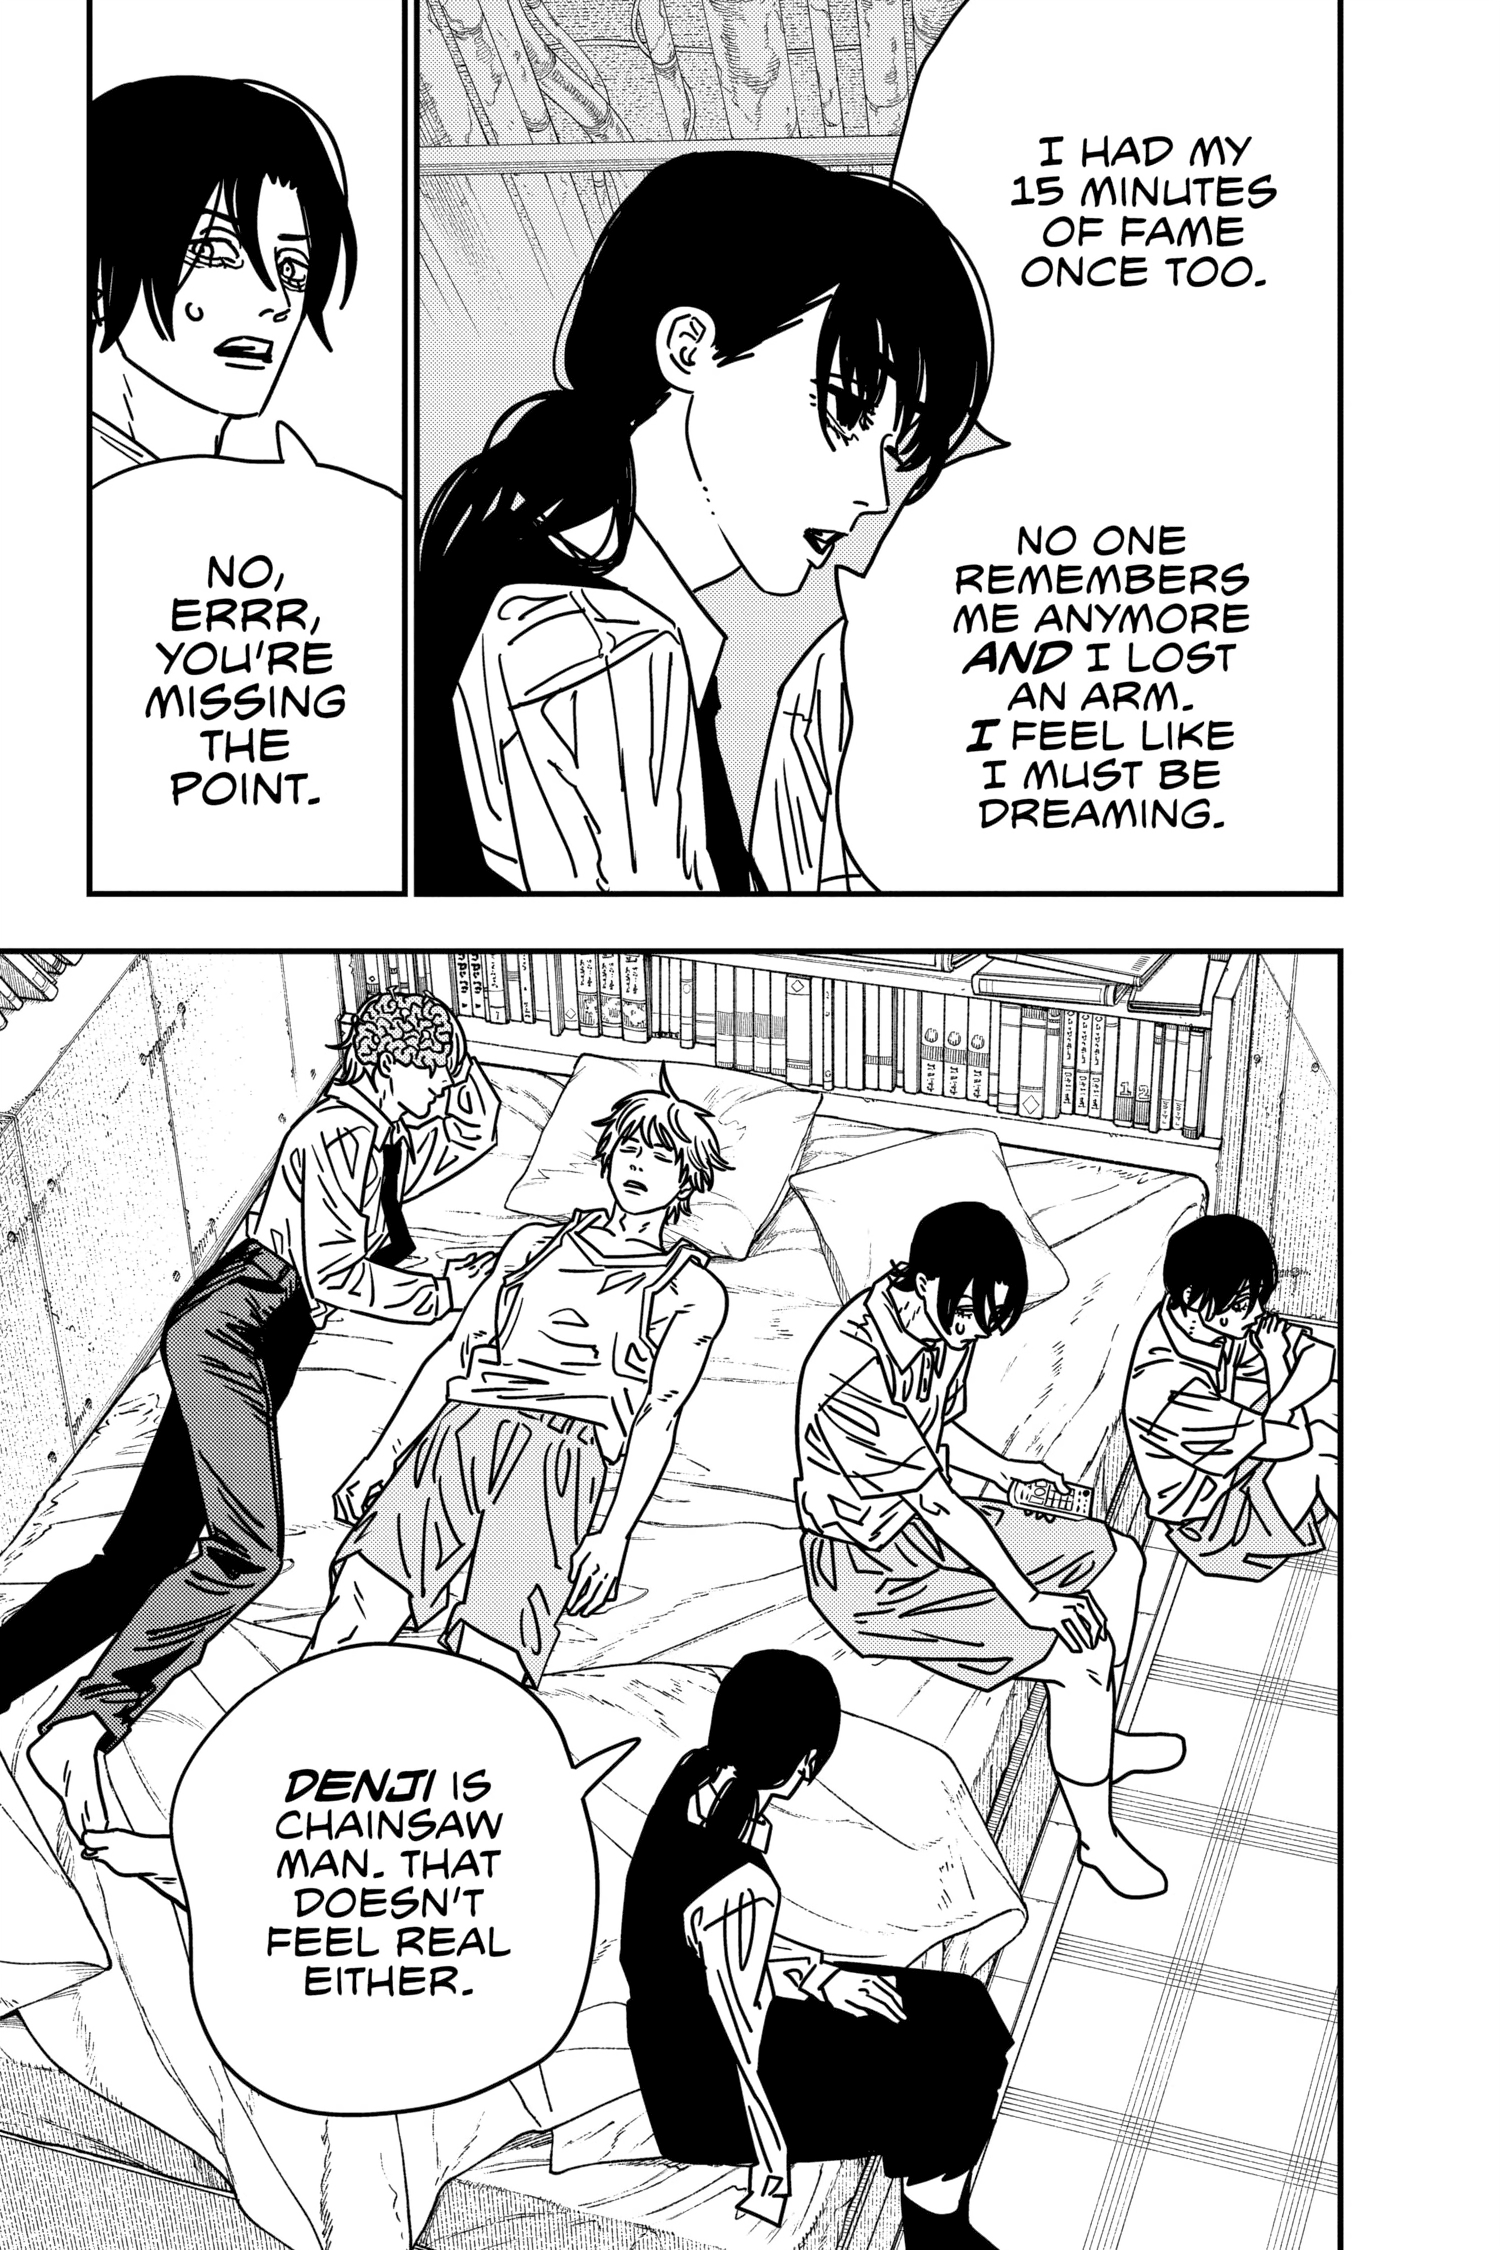 I HAD MY
15 MINUTES
OF FAME
ONCE TOO.
NO ONE
REMEMBERS
ME ANYMORE
AND I LOST
AN ARM.
I FEEL LIKE
I MUST BE
DREAMING.
NO,
ERRR,
YOU'RE
MISSING
THE
POINT.
DENJI IS
CHAINSAW
MAN. THAT
DOESN'T
FEEL REAL
EITHER.
1 2